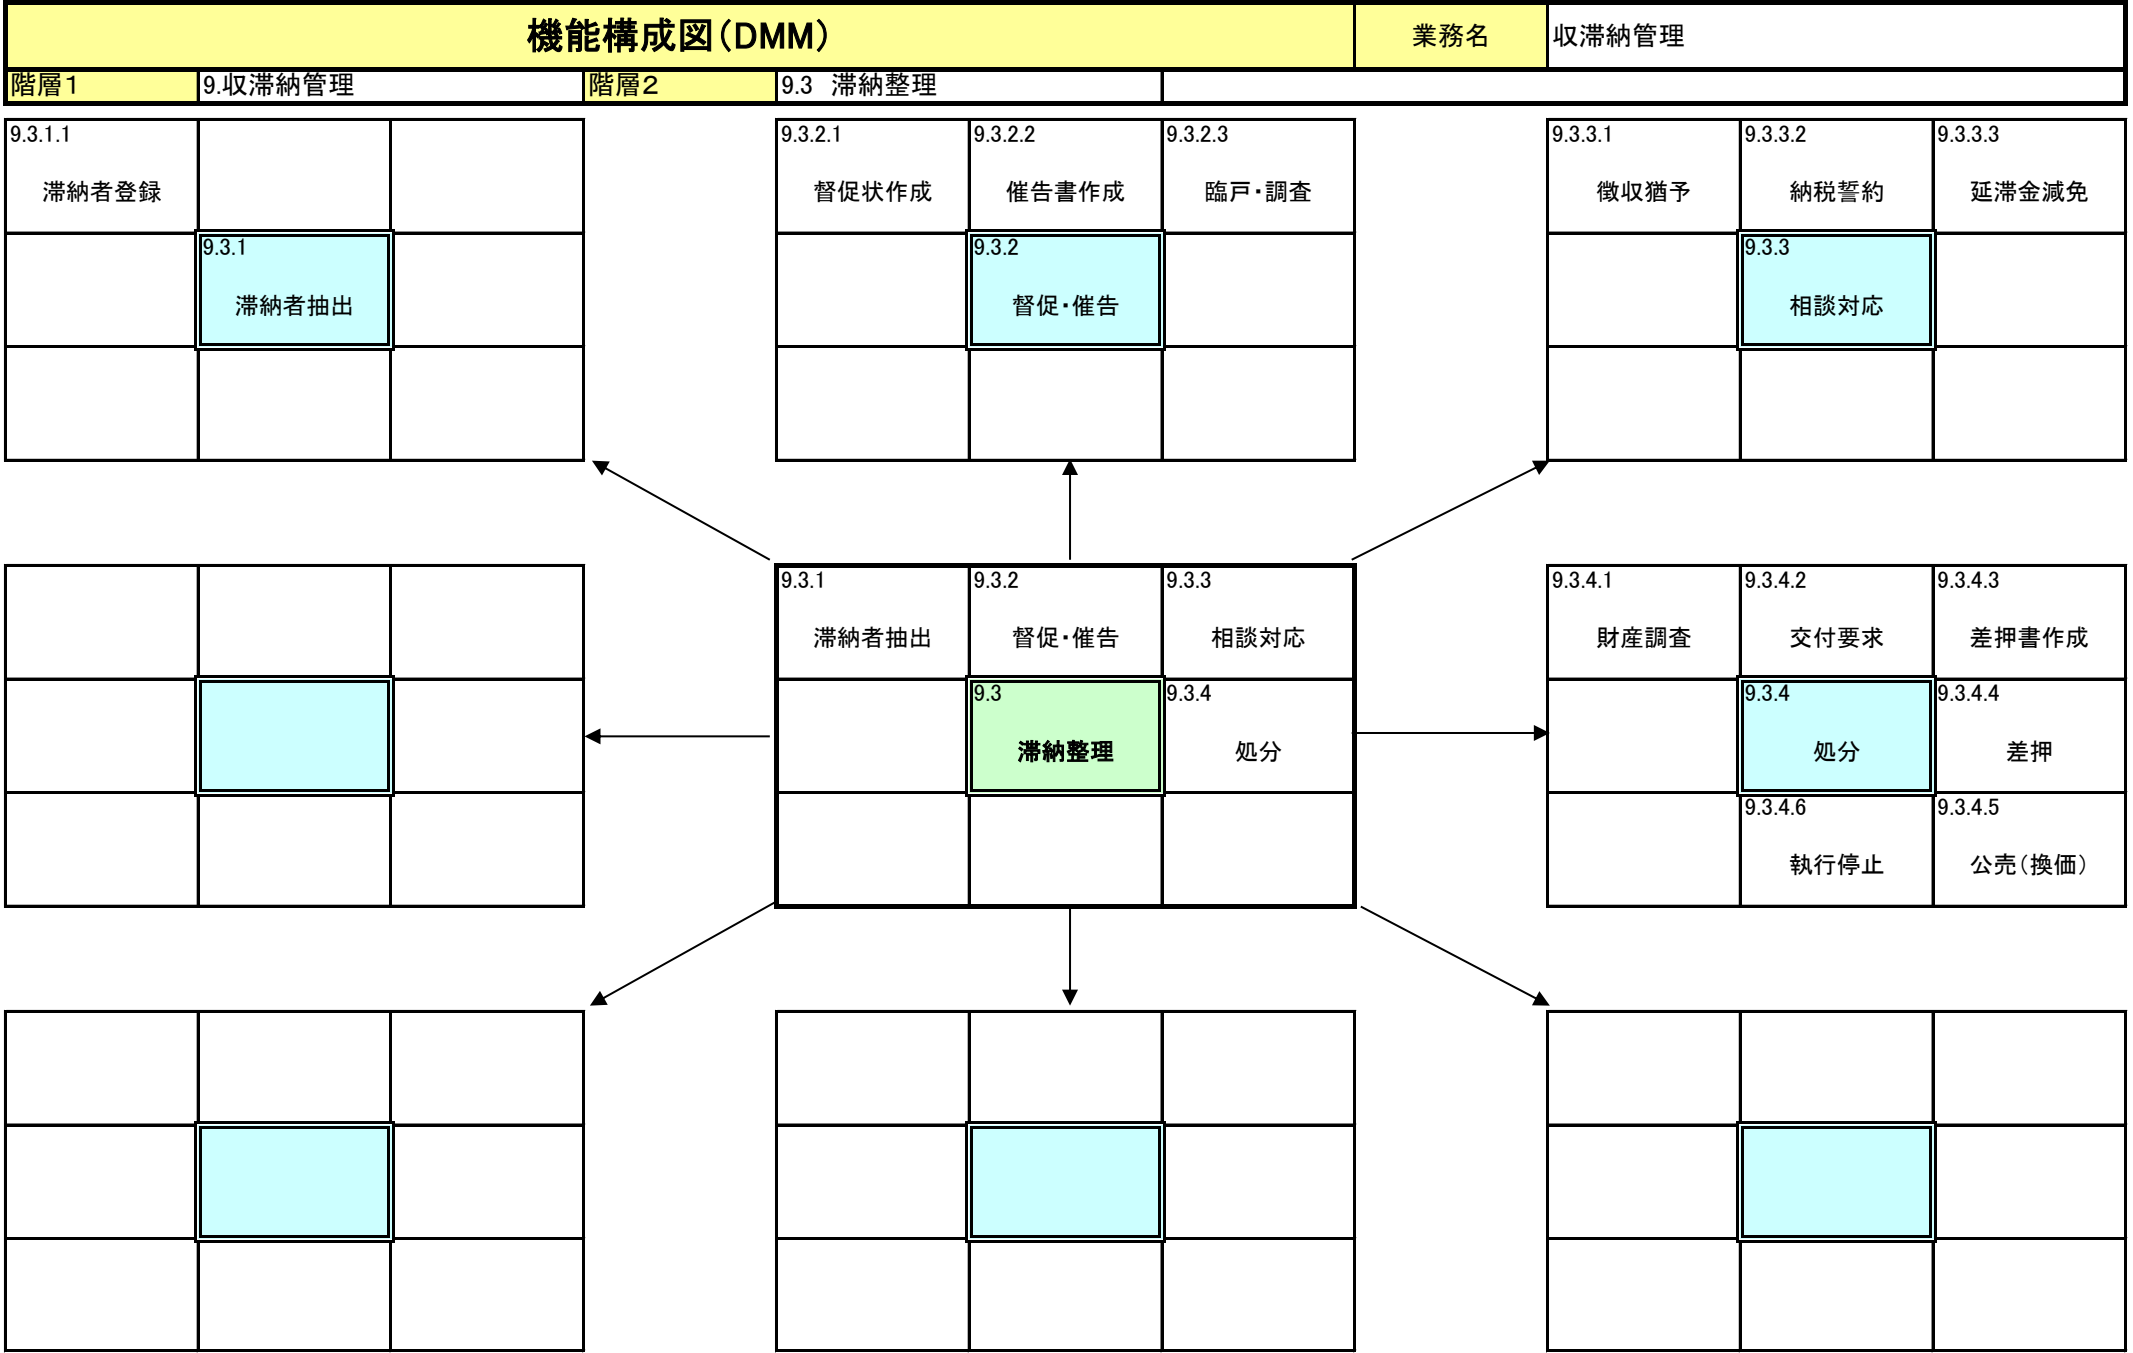 機能構成図(DMM)
業務名
収滞納管理
階層1
9.収滞納管理
階層2
9.3 滞納整理
9.3.1.1
滞納者登録
9.3.1
滞納者抽出
9.3.2.1
督促状作成
9.3.2.2
催告書作成
9.3.2.3
臨戸・調査
9.3.2
督促・催告
9.3.3.1
徴収猶予
9.3.3.2
納税誓約
9.3.3.3
延滞金減免
9.3.3
相談対応
9.3.1
滞納者抽出
9.3.2
督促・催告
9.3.3
相談対応
9.3
滞納整理
9.3.4
処分
9.3.4.1
財産調査
9.3.4.2
交付要求
9.3.4.3
差押書作成
9.3.4
処分
9.3.4.4
差押
9.3.4.6
執行停止
9.3.4.5
公売(換価)